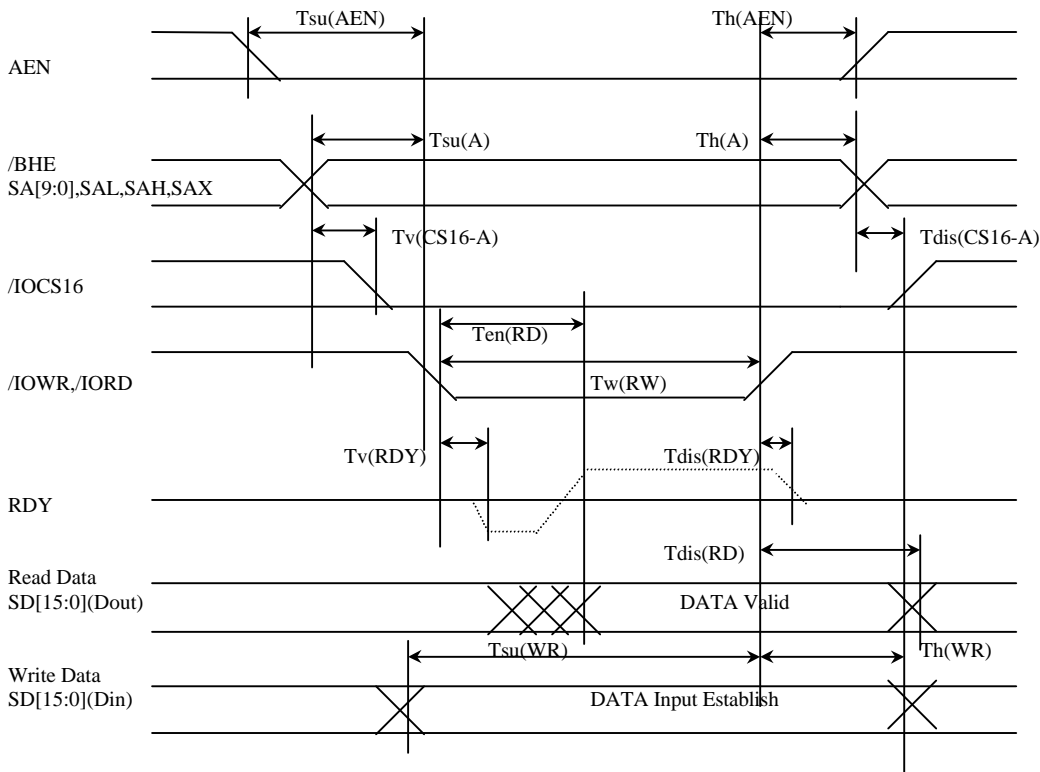 Tsu(AEN) Th(AEN)
AEN
Tsu(A) Th(A)
/BHE
SA[9:0],SAL,SAH,SAX
Tv(CS16-A) Tdis(CS16-A)
/IOCS16
Ten(RD)
/IOWR,/IORD Tw(RW)
Tv(RDY) Tdis(RDY)
RDY
Tdis(RD)
Read Data
SD[15:0](Dout) DATA Valid
Tsu(WR) Th(WR)
Write Data
SD[15:0](Din) DATA Input Establish